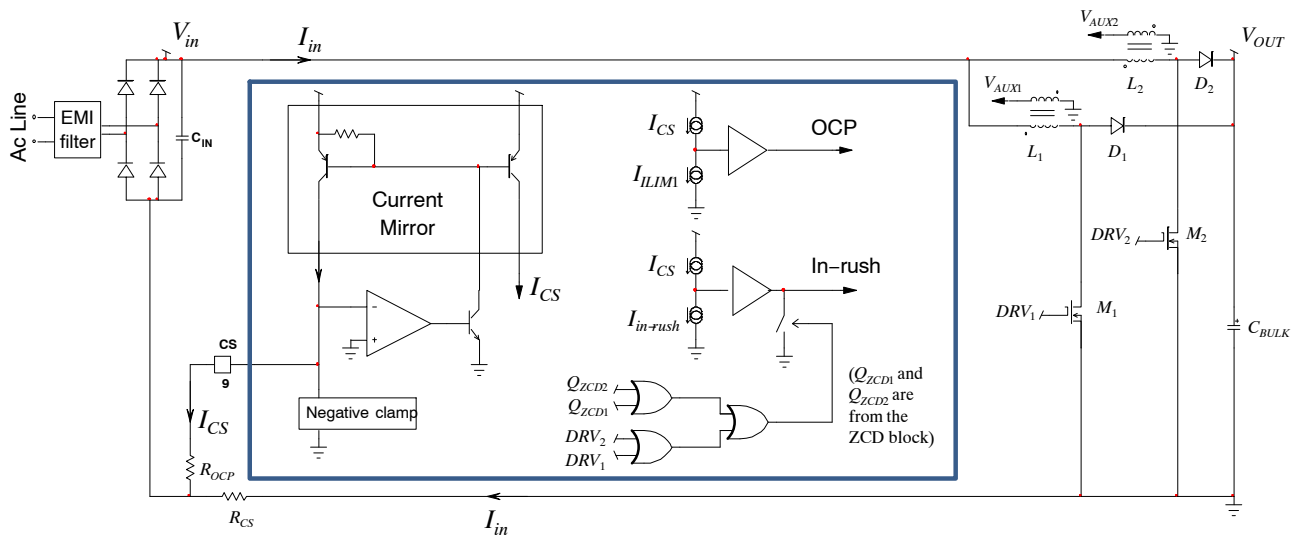 V_AUX2
V_in
I_in
V_OUT
L_2
D_2
V_AUX1
EMI
filter
Ac Line
C_IN
I_CS
OCP
L_1
D_1
I_ILIM1
Current
Mirror
DRV_2
M_2
I_CS
In–rush
I_CS
I_in-rush
DRV_1
M_1
C_BULK
CS
9
(Q_ZCD1 and
Q_ZCD2 are
from the
ZCD block)
Q_ZCD2
Q_ZCD1
Negative clamp
I_CS
DRV_2
DRV_1
R_OCP
R_CS
I_in